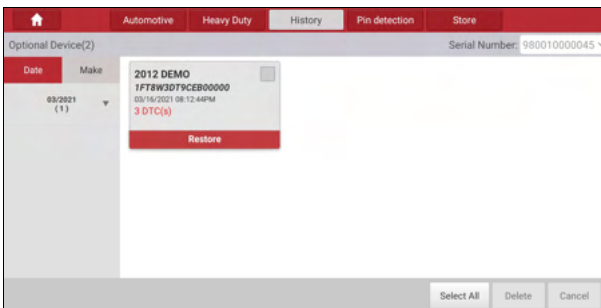 Automotive Heavy Duty History Pin detection Store
Optional Device(2) Serial Number: 980010000045
Date Make
03/2021
(1)
2012 DEMO
1FT8W3DT9CEB00000
03/16/2021 08:12:44PM
3 DTC(s)
Restore
Select All Delete Cancel